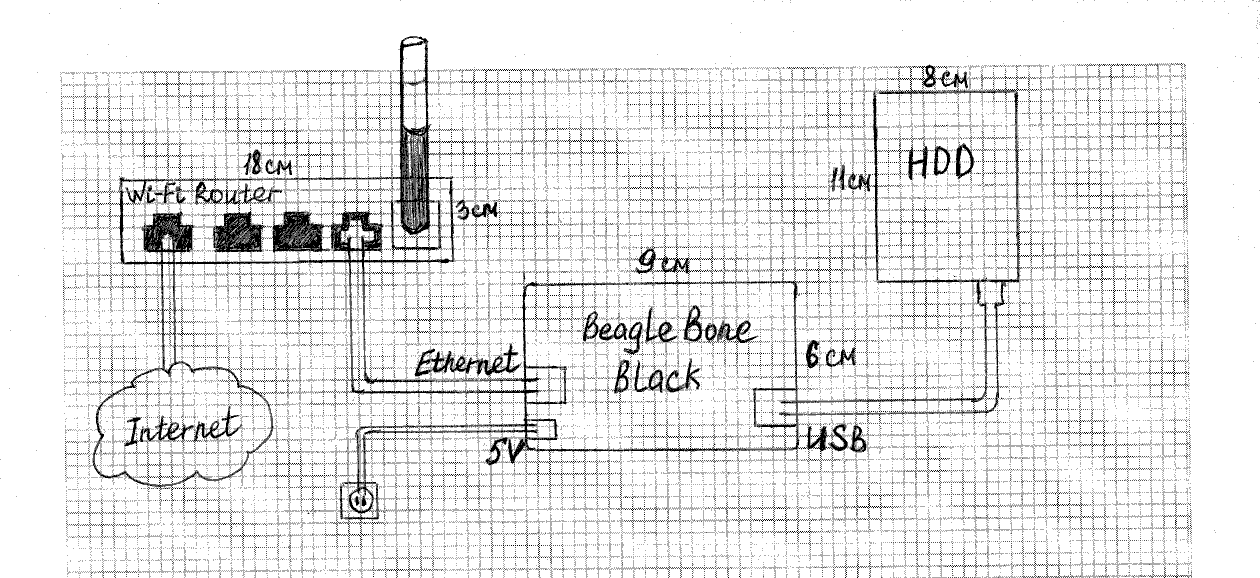 8см
HDD
11см
18см
Wi-Fi Router
3см
9см
Beagle Bone
Black
6см
Ethernet
Internet
5V
USB